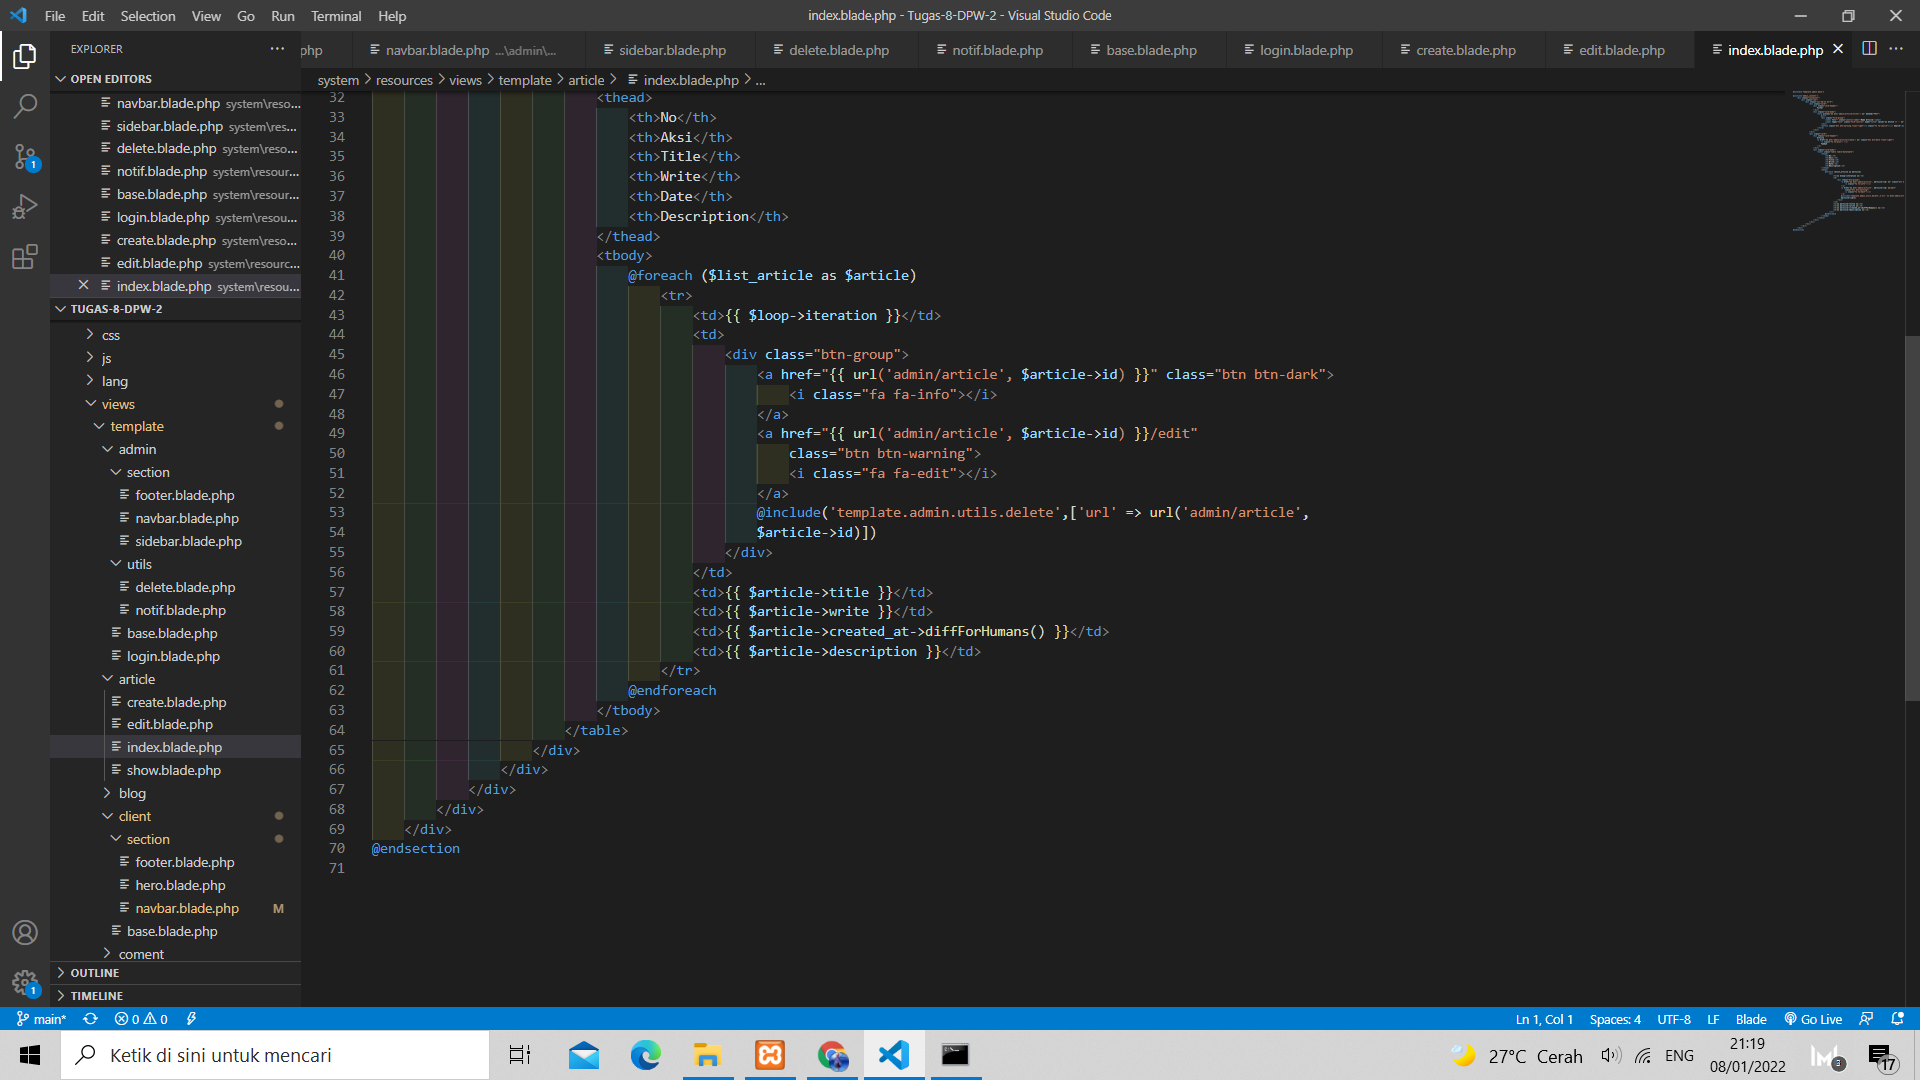 File Edit Selection View Go Run Terminal Help
index.blade.php - Tugas-8-DPW-2 - Visual Studio Code
EXPLORER
php navbar.blade.php ...\admin\... sidebar.blade.php delete.blade.php notif.blade.php base.blade.php login.blade.php create.blade.php edit.blade.php index.blade.php
OPEN EDITORS
system > resources > views > template > article > index.blade.php > ...
navbar.blade.php system\reso...
sidebar.blade.php system\res...
delete.blade.php system\reso...
notif.blade.php system\resour...
base.blade.php system\resour...
login.blade.php system\resou...
create.blade.php system\reso...
edit.blade.php system\resourc...
index.blade.php system\resou...
TUGAS-8-DPW-2
css
js
lang
views
template
admin
section
footer.blade.php
navbar.blade.php
sidebar.blade.php
utils
delete.blade.php
notif.blade.php
base.blade.php
login.blade.php
article
create.blade.php
edit.blade.php
index.blade.php
show.blade.php
blog
client
section
footer.blade.php
hero.blade.php
navbar.blade.php M
base.blade.php
coment
OUTLINE
TIMELINE
1
1
32 <thead>
33 <th>No</th>
34 <th>Aksi</th>
35 <th>Title</th>
36 <th>Write</th>
37 <th>Date</th>
38 <th>Description</th>
39 </thead>
40 <tbody>
41 @foreach ($list_article as $article)
42 <tr>
43 <td>{{ $loop->iteration }}</td>
44 <td>
45 <div class="btn-group">
46 <a href="{{ url('admin/article', $article->id) }}" class="btn btn-dark">
47 <i class="fa fa-info"></i>
48 </a>
49 <a href="{{ url('admin/article', $article->id) }}/edit"
50 class="btn btn-warning">
51 <i class="fa fa-edit"></i>
52 </a>
53 @include('template.admin.utils.delete',['url' => url('admin/article',
54 $article->id)])
55 </div>
56 </td>
57 <td>{{ $article->title }}</td>
58 <td>{{ $article->write }}</td>
59 <td>{{ $article->created_at->diffForHumans() }}</td>
60 <td>{{ $article->description }}</td>
61 </tr>
62 @endforeach
63 </tbody>
64 </table>
65 </div>
66 </div>
67 </div>
68 </div>
69 </div>
70 @endsection
71
main* 0 0 Ln 1, Col 1 Spaces: 4 UTF-8 LF Blade Go Live
Ketik di sini untuk mencari
27°C Cerah ENG
21:19
08/01/2022
3
17